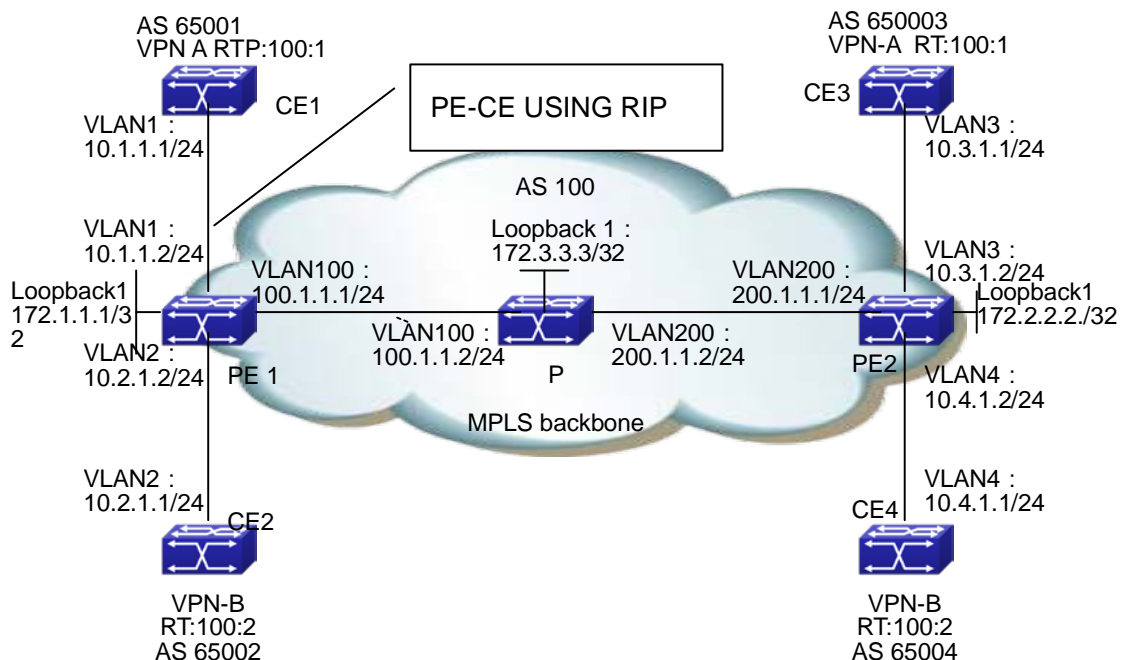 AS 65001
VPN A RTP:100:1
AS 650003
VPN-A RT:100:1
CE1
PE-CE USING RIP
CE3
VLAN1 :
10.1.1.1/24
VLAN3 :
10.3.1.1/24
AS 100
VLAN1 :
10.1.1.2/24
Loopback 1 :
172.3.3.3/32
VLAN3 :
10.3.1.2/24
Loopback1
172.1.1.1/3
2
VLAN100 :
100.1.1.1/24
VLAN200 :
200.1.1.1/24
Loopback1
172.2.2.2./32
VLAN100 :
100.1.1.2/24
VLAN200 :
200.1.1.2/24
VLAN2 :
10.2.1.2/24
PE 1
P
PE2
VLAN4 :
10.4.1.2/24
MPLS backbone
VLAN2 :
10.2.1.1/24
VLAN4 :
10.4.1.1/24
CE2
CE4
VPN-B
RT:100:2
AS 65002
VPN-B
RT:100:2
AS 65004